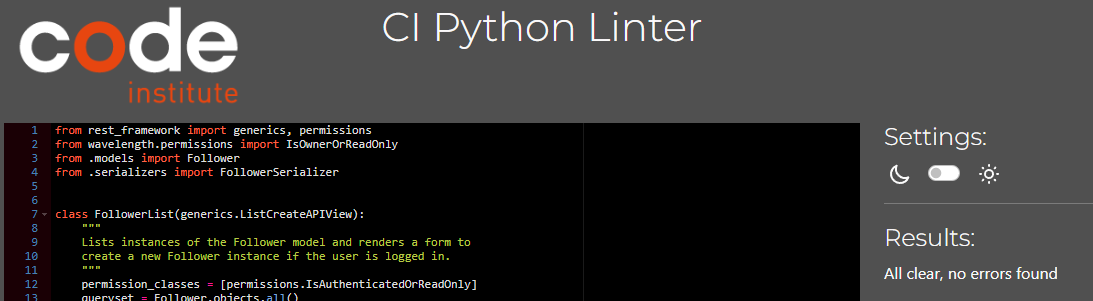 code
institute
CI Python Linter
1 from rest_framework import generics, permissions
2 from wavelength.permissions import IsOwnerOrReadOnly
3 from .models import Follower
4 from .serializers import FollowerSerializer
5
6
7 class FollowerList(generics.ListCreateAPIView):
8     """
9     Lists instances of the Follower model and renders a form to
10     create a new Follower instance if the user is logged in.
11     """
12     permission_classes = [permissions.IsAuthenticatedOrReadOnly]
13     queryset = Follower.objects.all()
Settings:
Results:
All clear, no errors found